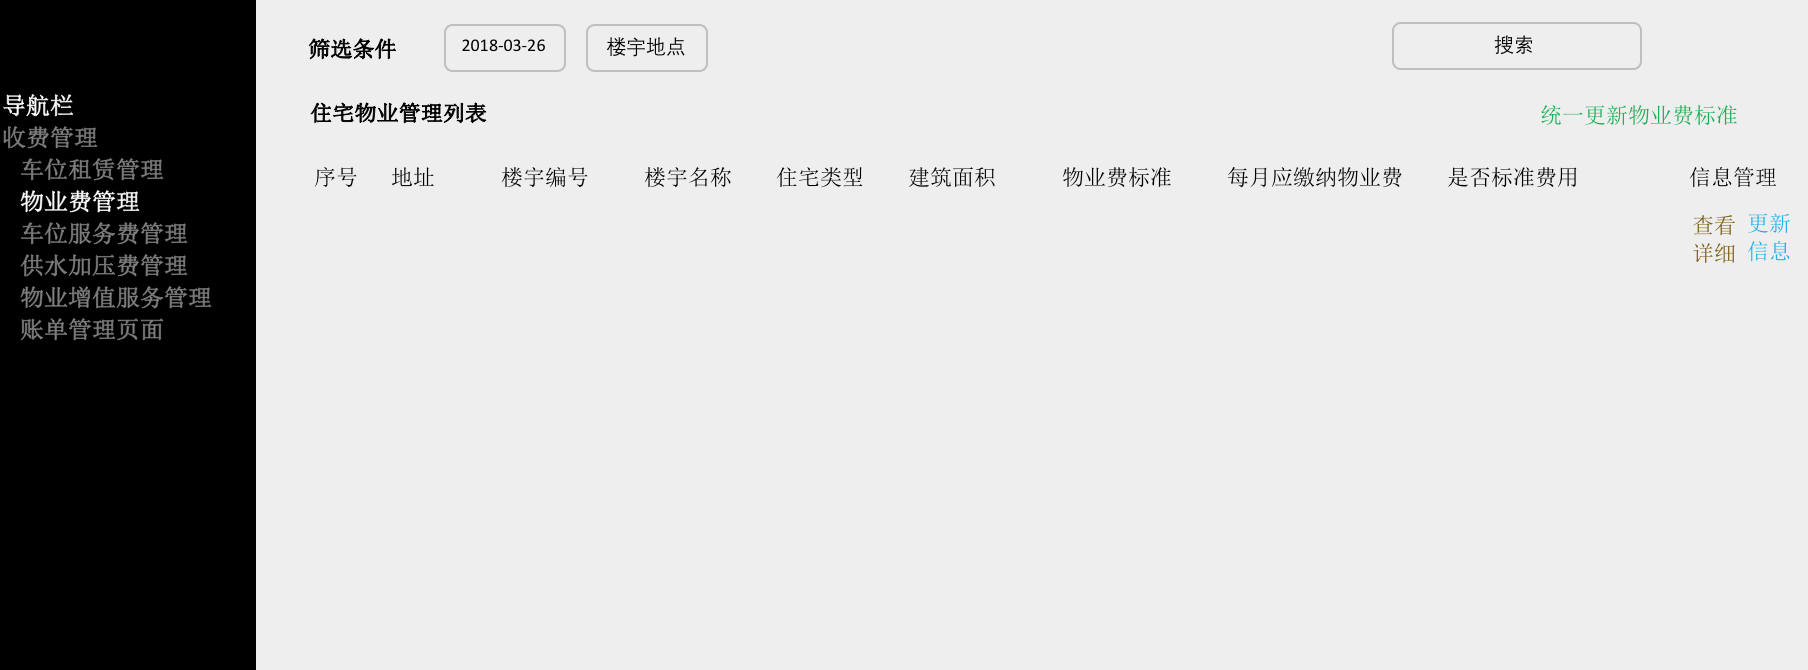 导航栏
收费管理
车位租赁管理
物业费管理
车位服务费管理
供水加压费管理
物业增值服务管理
账单管理页面
筛选条件 2018-03-26 楼宇地点 搜索
住宅物业管理列表 统一更新物业费标准
序号 地址 楼宇编号 楼宇名称 住宅类型 建筑面积 物业费标准 每月应缴纳物业费 是否标准费用 信息管理
查看 更新
详细 信息